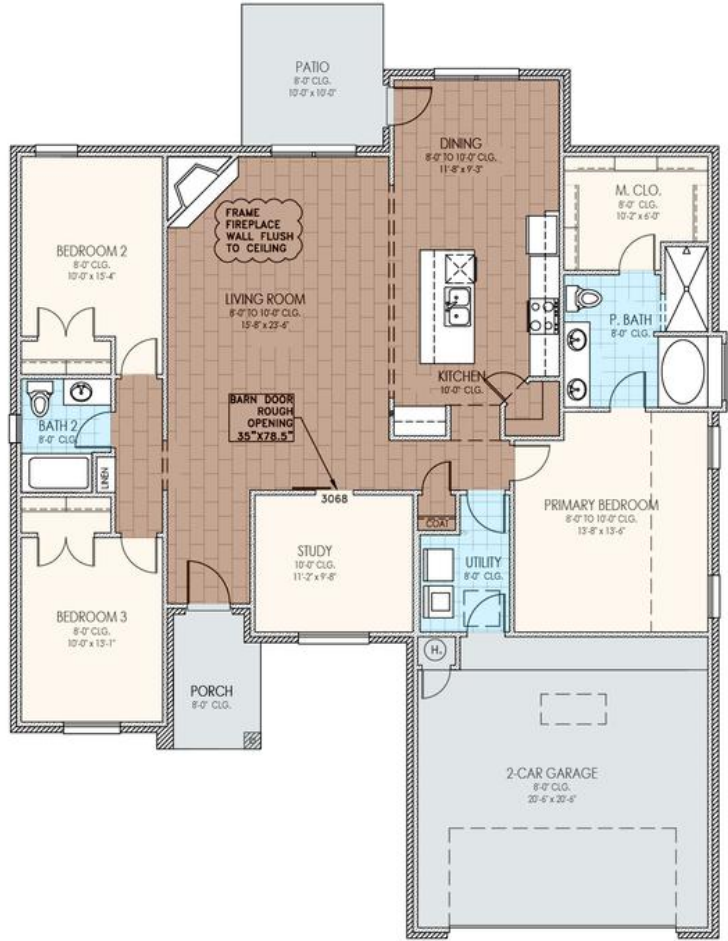 PATIO
8'-0" CLG.
10'-0" x 10'-0"
DINING
8'-0" TO 10'-0" CLG.
11'-8" x 9'-3"
M. CLO.
8'-0" CLG.
10'-2" x 6'-0"
FRAME
FIREPLACE
WALL FLUSH
TO CEILING
BEDROOM 2
8'-0" CLG.
10'-0" x 15'-4"
LIVING ROOM
8'-0" TO 10'-0" CLG.
15'-8" x 23'-6"
P. BATH
8'-0" CLG.
KITCHEN
10'-0" CLG.
BARN DOOR
ROUGH
OPENING
35"X78.5"
BATH 2
8'-0" CLG.
LINEN
3068
COAT
PRIMARY BEDROOM
8'-0" TO 10'-0" CLG.
13'-8" x 13'-6"
STUDY
10'-0" CLG.
11'-2" x 9'-8"
UTILITY
8'-0" CLG.
BEDROOM 3
8'-0" CLG.
10'-0" x 13'-1"
H.
PORCH
8'-0" CLG.
2-CAR GARAGE
8'-0" CLG.
20'-6" x 20'-6"